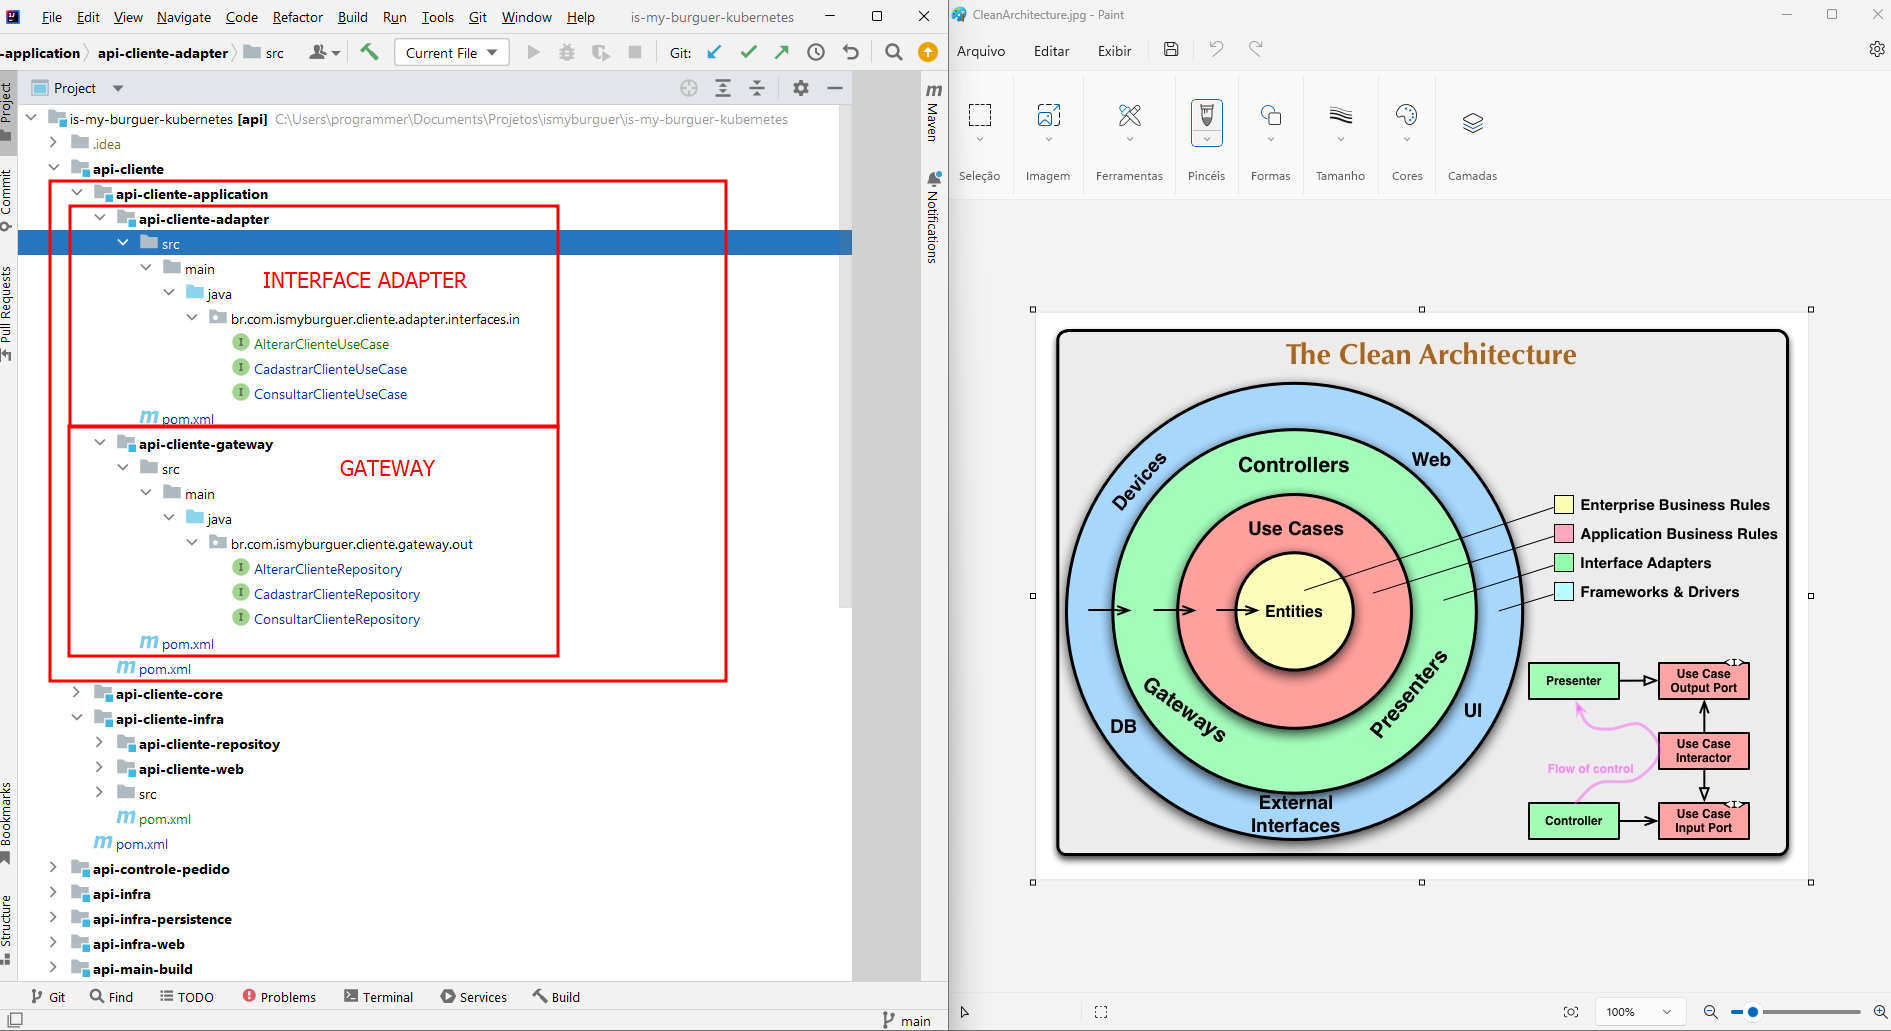 File Edit View Navigate Code Refactor Build Run Tools Git Window Help is-my-burguer-kubernetes
-application api-cliente-adapter src Current File Git:
Project
Commit
Pull Requests
Bookmarks
Structure
Project
is-my-burguer-kubernetes [api] C:\Users\programmer\Documents\Projetos\ismyburguer\is-my-burguer-kubernetes
.idea
api-cliente
api-cliente-application
api-cliente-adapter
src
main
INTERFACE ADAPTER
java
br.com.ismyburguer.cliente.adapter.interfaces.in
I AlterarClienteUseCase
I CadastrarClienteUseCase
I ConsultarClienteUseCase
m pom.xml
api-cliente-gateway
src
GATEWAY
main
java
br.com.ismyburguer.cliente.gateway.out
I AlterarClienteRepository
I CadastrarClienteRepository
I ConsultarClienteRepository
m pom.xml
m pom.xml
api-cliente-core
api-cliente-infra
api-cliente-repositoy
api-cliente-web
src
m pom.xml
m pom.xml
api-controle-pedido
api-infra
api-infra-persistence
api-infra-web
api-main-build
m Maven
Notifications
Git Find TODO Problems Terminal Services Build
main
CleanArchitecture.jpg - Paint
Arquivo Editar Exibir
Seleção Imagem Ferramentas Pincéis Formas Tamanho Cores Camadas
The Clean Architecture
Devices
Controllers
Web
Use Cases
Entities
Gateways
Presenters
DB
UI
External
Interfaces
Enterprise Business Rules
Application Business Rules
Interface Adapters
Frameworks & Drivers
Presenter
<I>
Use Case
Output Port
Use Case
Interactor
Flow of control
Controller
<I>
Use Case
Input Port
100%